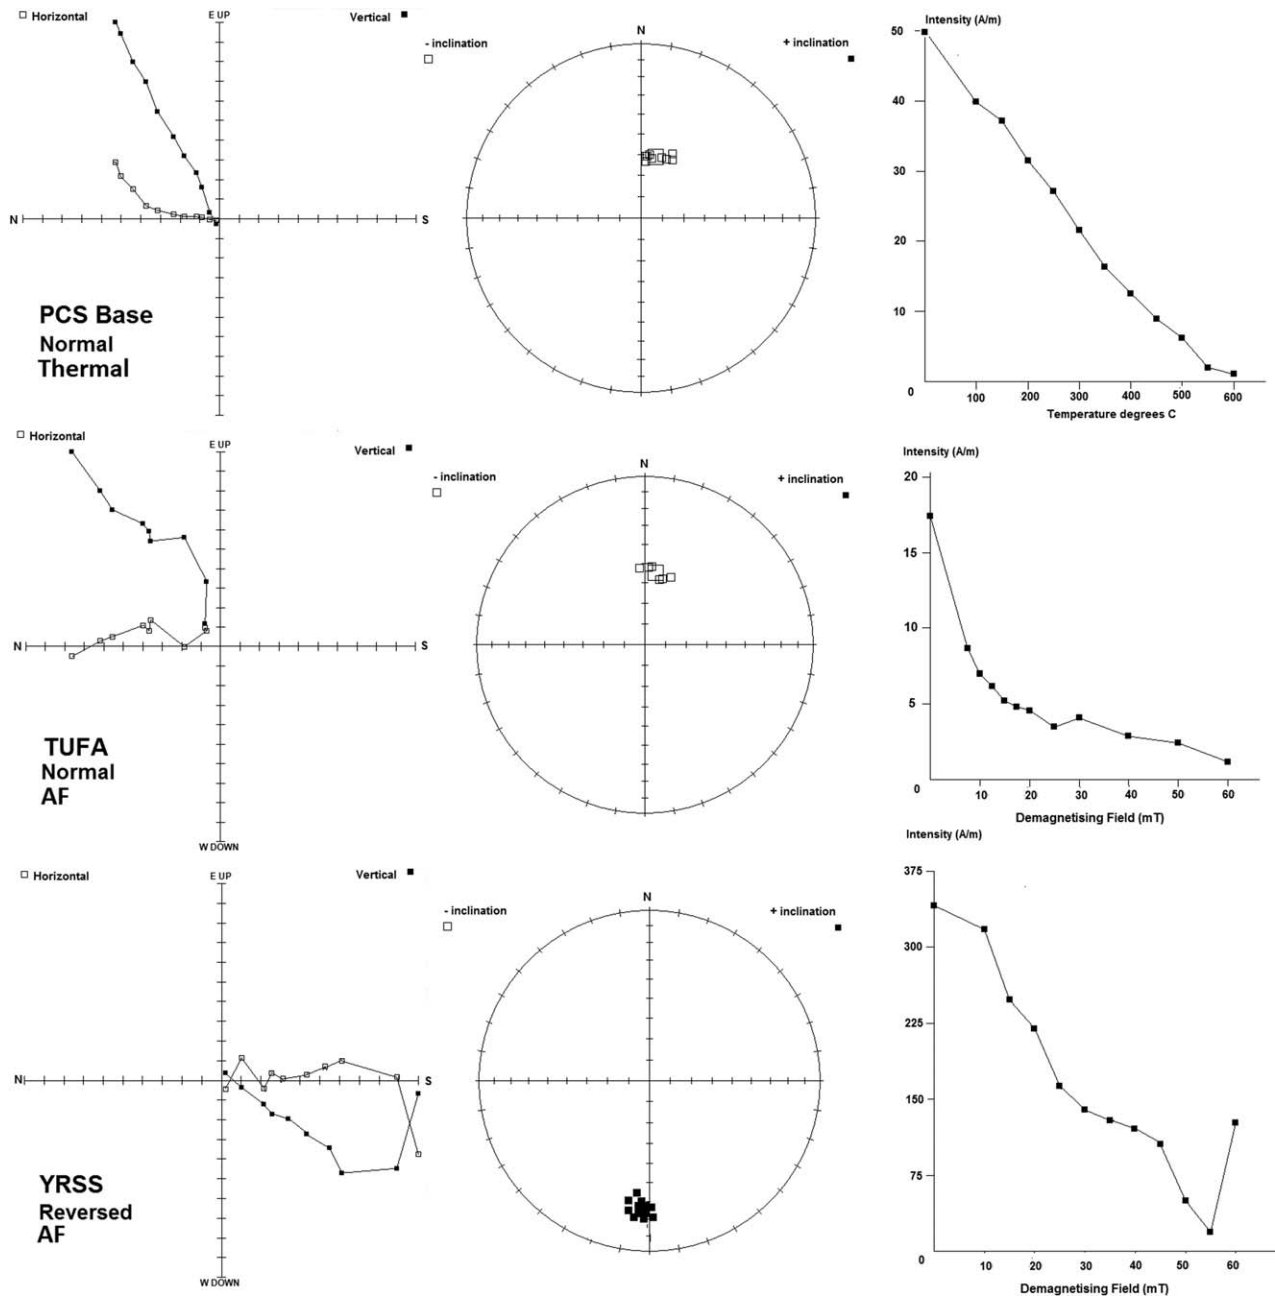 Horizontal
E UP
Vertical
N
S
PCS Base
Normal
Thermal
N
- inclination
+ inclination
Intensity (A/m)
50
40
30
20
10
0
100 200 300 400 500 600
Temperature degrees C
Horizontal
E UP
Vertical
N
S
TUFA
Normal
AF
W DOWN
N
- inclination
+ inclination
Intensity (A/m)
20
15
10
5
0
10 20 30 40 50 60
Demagnetising Field (mT)
Horizontal
E UP
Vertical
N
S
YRSS
Reversed
AF
W DOWN
N
- inclination
+ inclination
Intensity (A/m)
375
300
225
150
75
0
10 20 30 40 50 60
Demagnetising Field (mT)